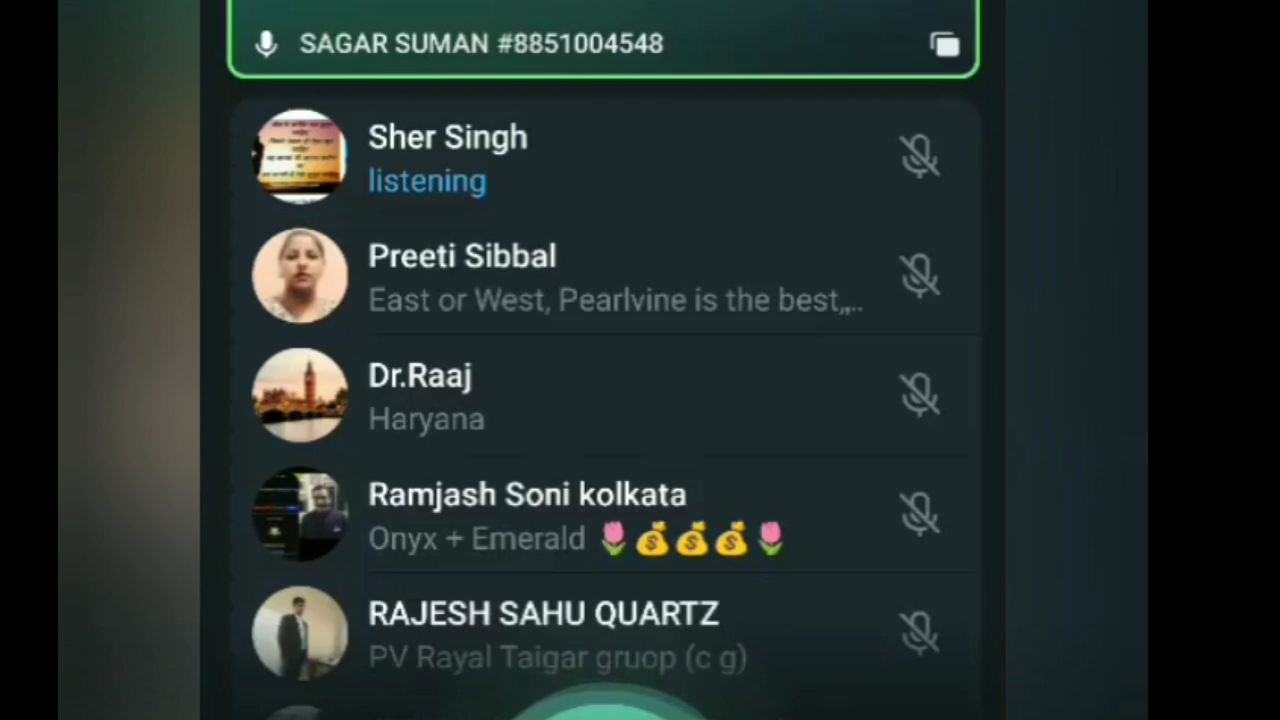 SAGAR SUMAN #8851004548
Sher Singh
listening
Preeti Sibbal
East or West, Pearlvine is the best,,..
Dr.Raaj
Haryana
Ramjash Soni kolkata
Onyx + Emerald 🌷💰💰💰🌷
RAJESH SAHU QUARTZ
PV Rayal Taigar gruop (c g)